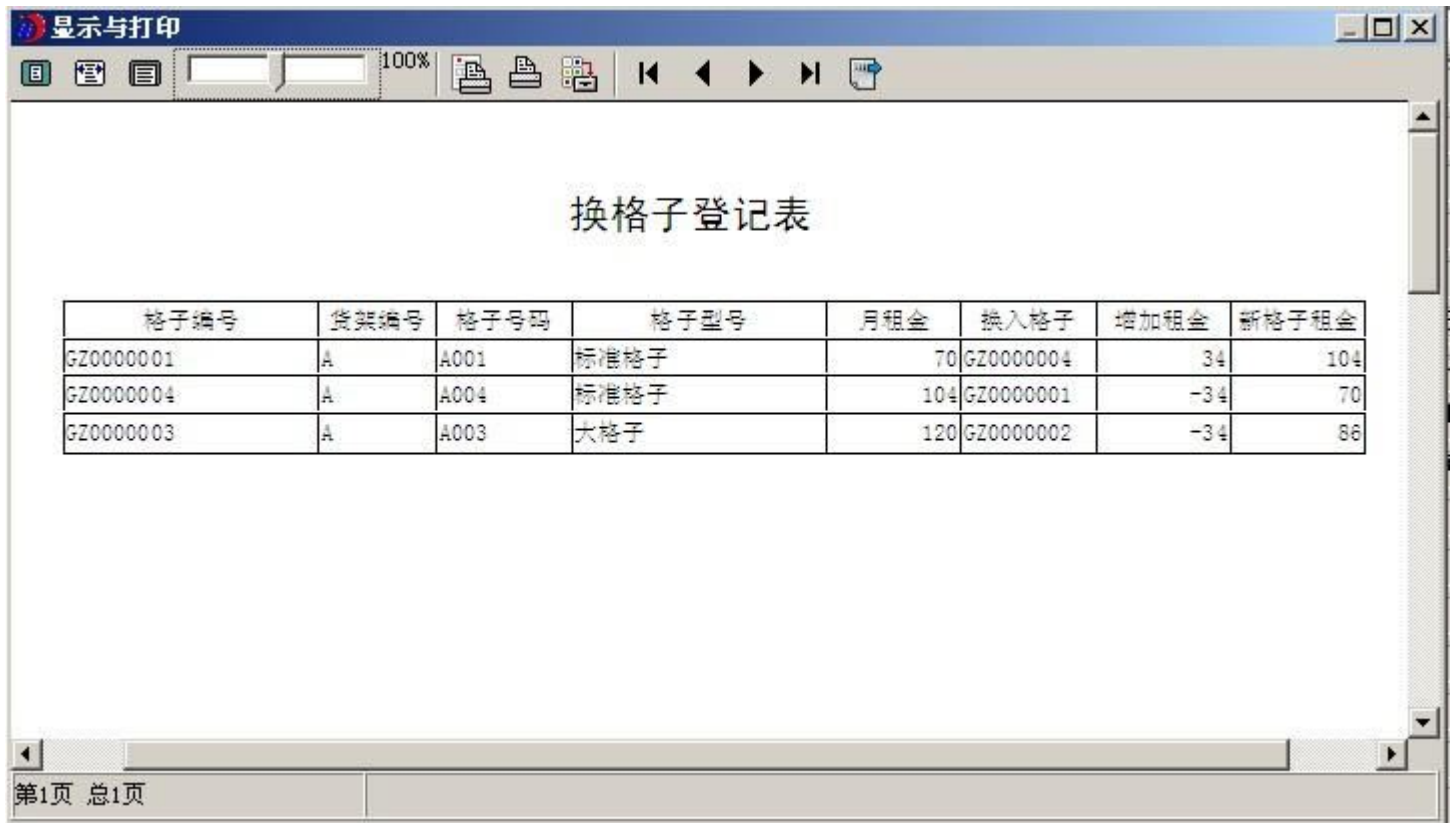 显示与打印
100%
换格子登记表
格子编号 货架编号 格子号码 格子型号 月租金 换入格子 增加租金 新格子租金
GZ0000001 A A001 标准格子 70 GZ0000004 34 104
GZ0000004 A A004 标准格子 104 GZ0000001 -34 70
GZ0000003 A A003 大格子 120 GZ0000002 -34 86
第1页 总1页